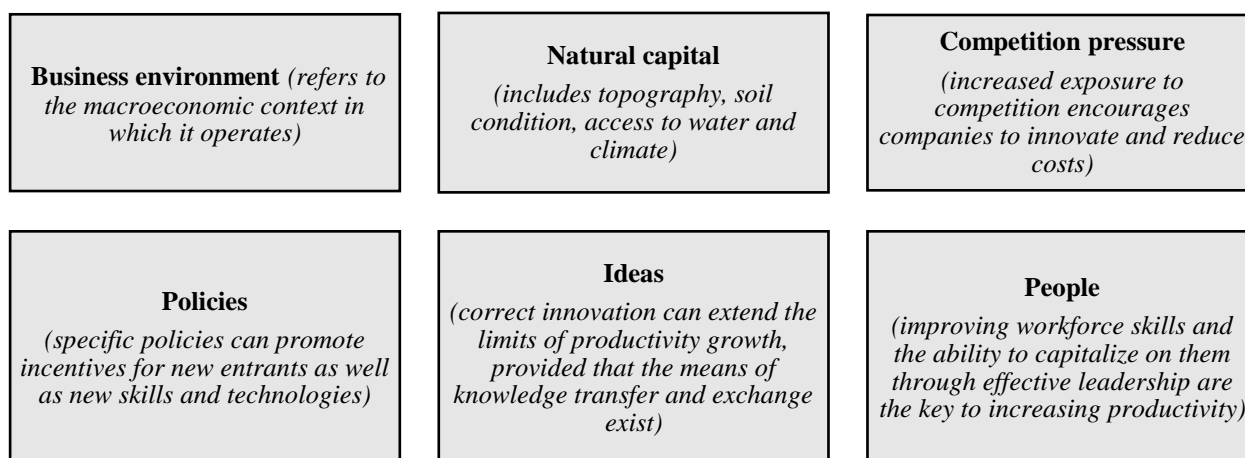 Business environment (refers to
the macroeconomic context in
which it operates)
Natural capital
(includes topography, soil
condition, access to water and
climate)
Competition pressure
(increased exposure to
competition encourages
companies to innovate and reduce
costs)
Policies
(specific policies can promote
incentives for new entrants as well
as new skills and technologies)
Ideas
(correct innovation can extend the
limits of productivity growth,
provided that the means of
knowledge transfer and exchange
exist)
People
(improving workforce skills and
the ability to capitalize on them
through effective leadership are
the key to increasing productivity)